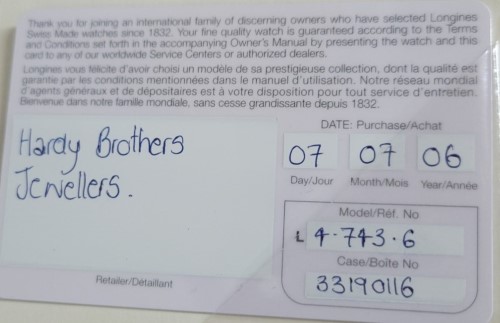 Thank you for joining an international family of discerning owners who have selected Longines
Swiss Made watches since 1832. Your fine quality watch is guaranteed according to the Terms
and Conditions set forth in the accompanying Owner's Manual by presenting the watch and this
card to any of our worldwide Service Centers or authorized dealers.
Longines vous félicite d'avoir choisi un modèle de sa prestigieuse collection, dont la qualité est
garantie par les conditions mentionnées dans le manuel d'utilisation. Notre réseau mondial
d'agents généraux et de dépositaires est à votre disposition pour tout service d'entretien.
Bienvenue dans notre famille mondiale, sans cesse grandissante depuis 1832.
Hardy Brothers
Jewellers.
Retailer/Détaillant
DATE: Purchase/Achat
07 07 06
Day/Jour Month/Mois Year/Année
Model/Réf. No
L 4.743.6
Case/Boîte No
33190116